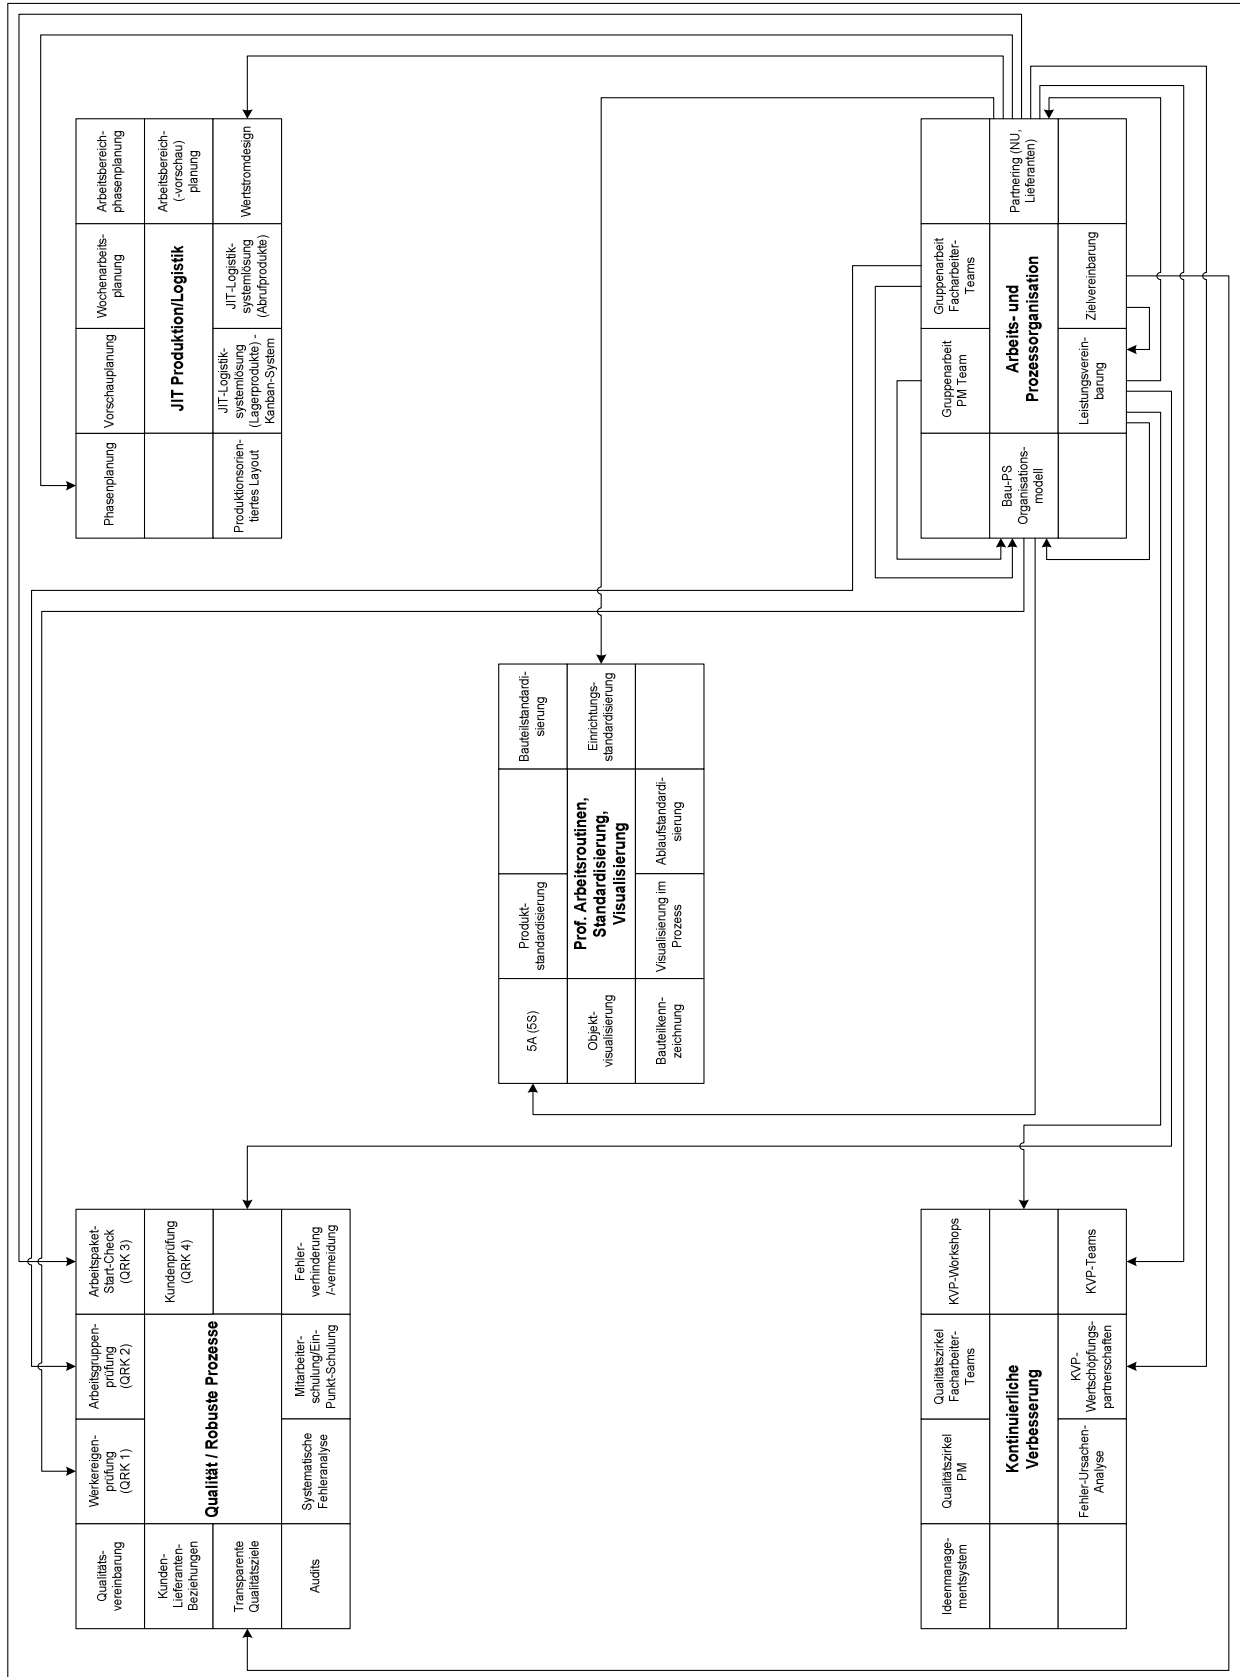 Qualitäts-
vereinbarung
Werkereigen-
prüfung
(QRK 1)
Arbeitsgruppen-
prüfung
(QRK 2)
Arbeitspaket-
Start-Check
(QRK 3)
Kunden-
Lieferanten-
Beziehungen
Qualität / Robuste Prozesse
Kundenprüfung
(QRK 4)
Transparente
Qualitätsziele
Audits
Systematische
Fehleranalyse
Mitarbeiter-
schulung/Ein-
Punkt-Schulung
Fehler-
verhinderung
/-vermeidung
Phasenplanung
Vorschauplanung
Wochenarbeits-
planung
Arbeitsbereich-
phasenplanung
JIT Produktion/Logistik
Arbeitsbereich
(-vorschau)
planung
Produktionsorien-
tiertes Layout
JIT-Logistik-
systemlösung
(Lagerprodukte) -
Kanban-System
JIT-Logistik-
systemlösung
(Abrufprodukte)
Wertstromdesign
5A (5S)
Produkt-
standardisierung
Bauteilstandardi-
sierung
Objekt-
visualisierung
Prof. Arbeitsroutinen,
Standardisierung,
Visualisierung
Einrichtungs-
standardisierung
Bauteilkenn-
zeichnung
Visualisierung im
Prozess
Ablaufstandardi-
sierung
Ideenmanage-
mentsystem
Qualitätszirkel
PM
Qualitätszirkel
Facharbeiter-
Teams
KVP-Workshops
Kontinuierliche
Verbesserung
Fehler-Ursachen-
Analyse
KVP-
Wertschöpfungs-
partnerschaften
KVP-Teams
Gruppenarbeit
PM Team
Gruppenarbeit
Facharbeiter-
Teams
Bau-PS
Organisations-
modell
Arbeits- und
Prozessorganisation
Partnering (NU,
Lieferanten)
Leistungsverein-
barung
Zielvereinbarung